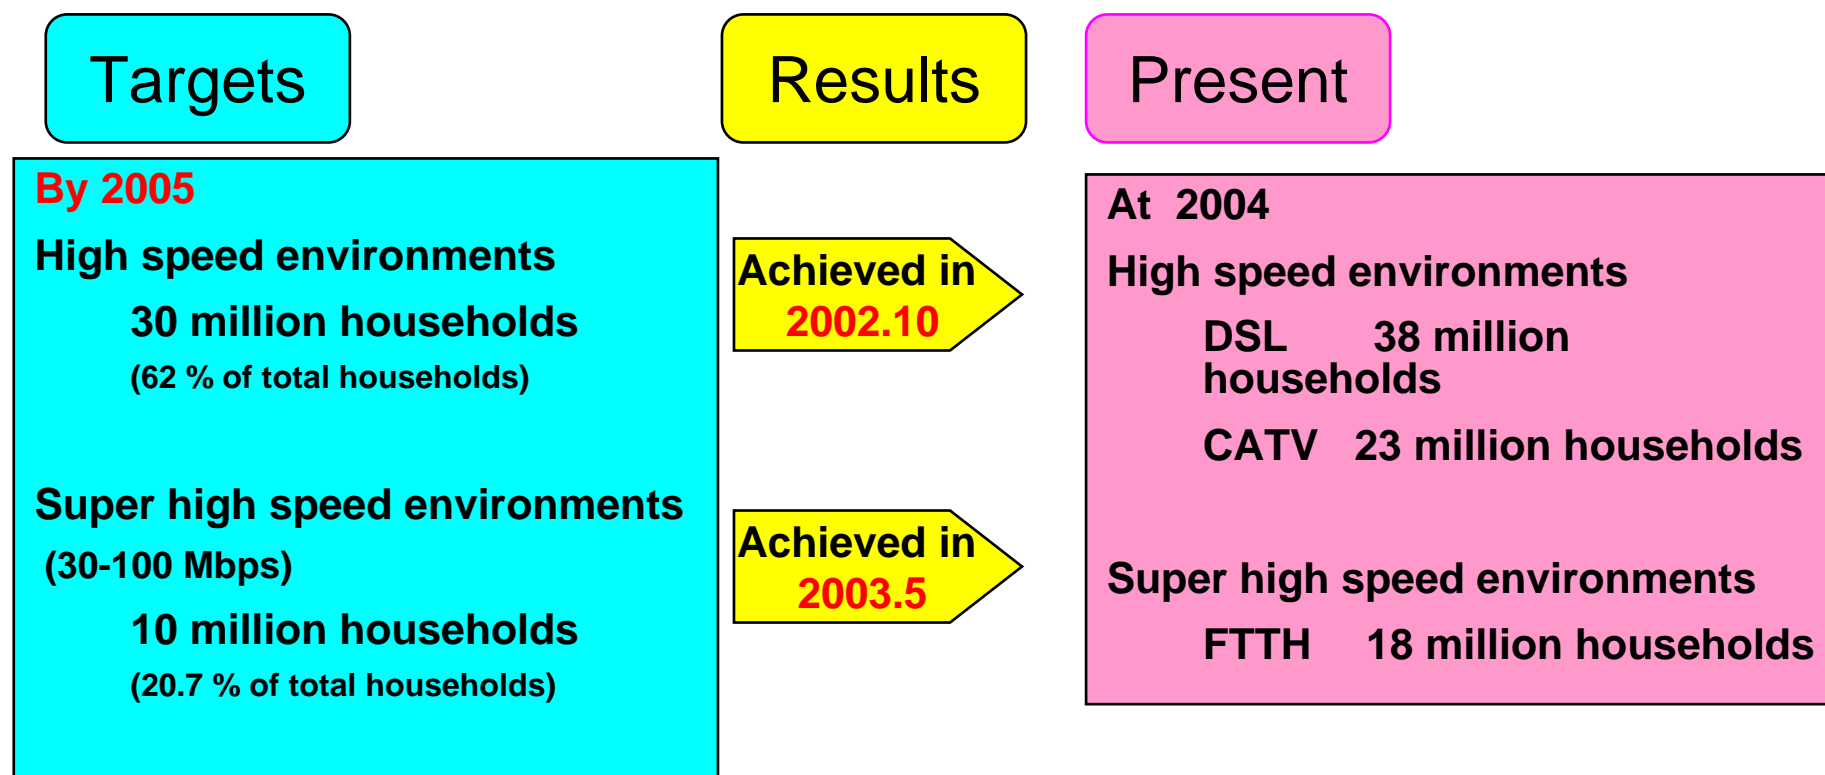 Targets
Results
Present
By 2005
High speed environments
30 million households
(62 % of total households)
Super high speed environments
(30-100 Mbps)
10 million households
(20.7 % of total households)
Achieved in
2002.10
Achieved in
2003.5
At 2004
High speed environments
DSL 38 million
households
CATV 23 million households
Super high speed environments
FTTH 18 million households